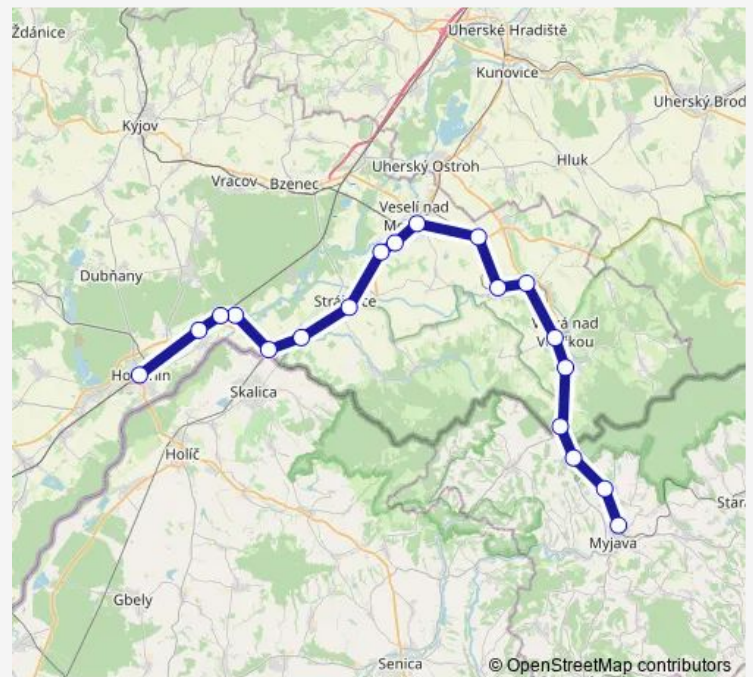 Ždánice
Uherské Hradiště
Kunovice
Uherský Brod
Kyjov
Uherský Ostroh
Hluk
Vracov
Bzenec
Veselí nad
Dubňany
nad
Skalica
Holíč
Myjava
Gbely
Senica
© OpenStreetMap contributors